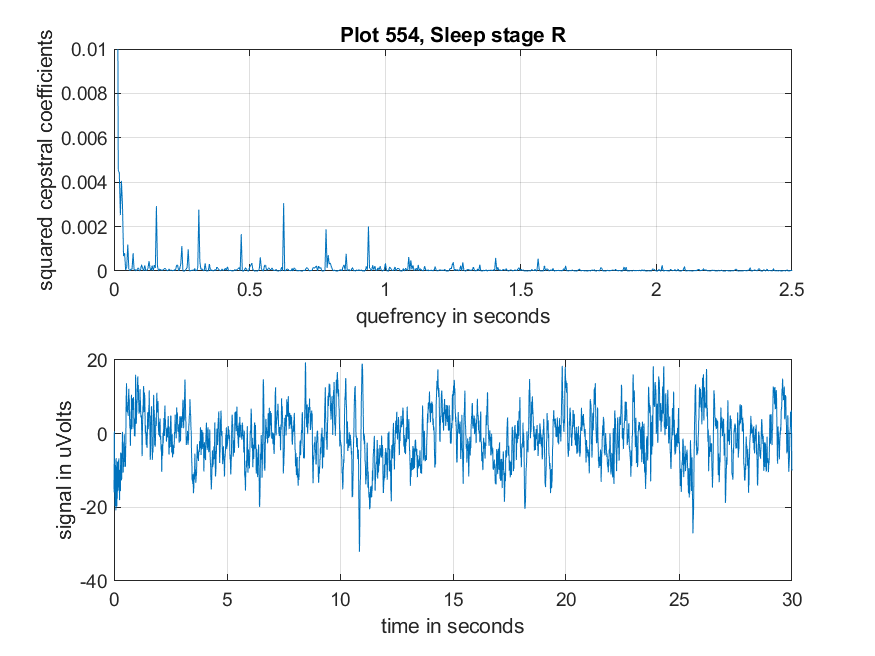 Plot 554, Sleep stage R
squared cepstral coefficients
0.01
0.008
0.006
0.004
0.002
0
0 0.5 1 1.5 2 2.5
quefrency in seconds
signal in uVolts
20
0
-20
-40
0 5 10 15 20 25 30
time in seconds